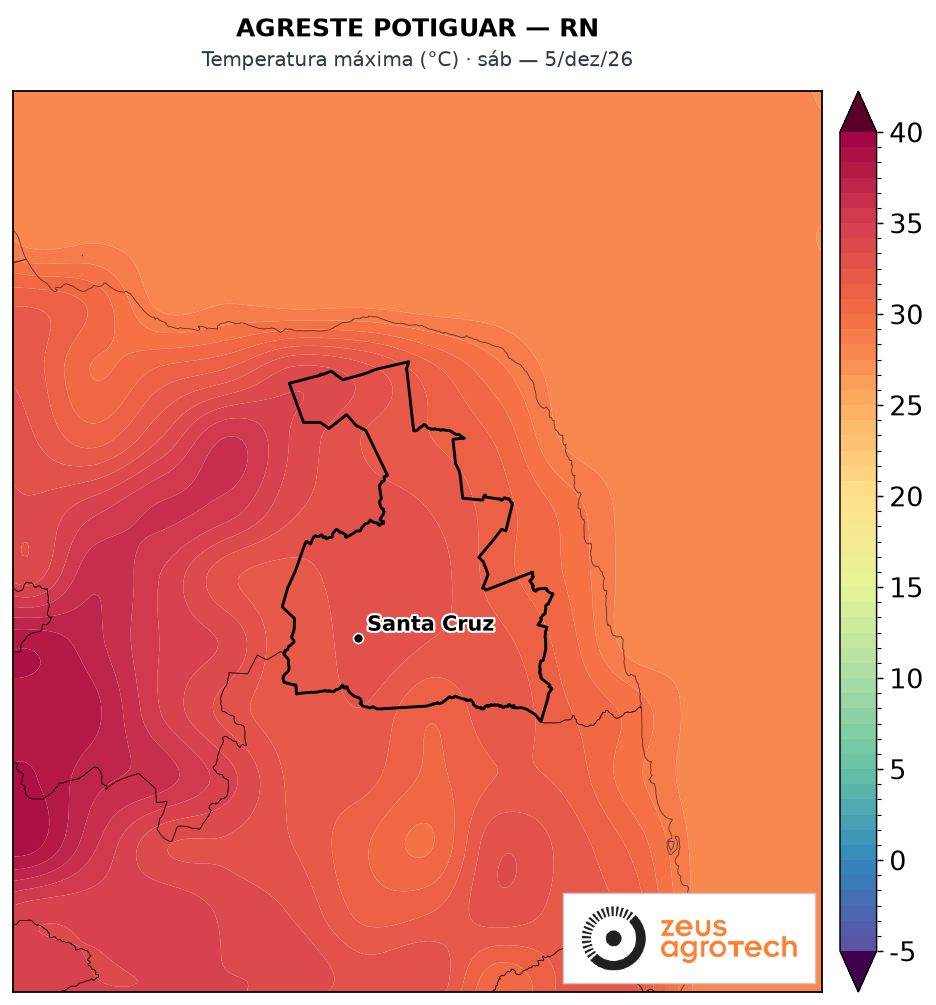 AGRESTE POTIGUAR — RN
Temperatura máxima (°C) · sáb — 5/dez/26
40
35
30
25
20
15
10
5
0
-5
Santa Cruz
zeus
agrotech